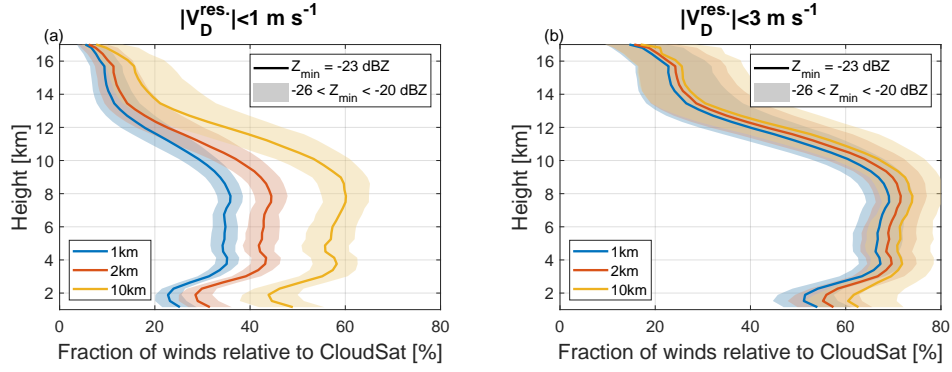 |V_D^res.|<1 m s^-1
(a)
Z_min = -23 dBZ
-26 < Z_min < -20 dBZ
1km
2km
10km
16
14
12
10
8
6
4
2
Height [km]
0 20 40 60 80
Fraction of winds relative to CloudSat [%]
|V_D^res.|<3 m s^-1
(b)
Z_min = -23 dBZ
-26 < Z_min < -20 dBZ
1km
2km
10km
16
14
12
10
8
6
4
2
Height [km]
0 20 40 60 80
Fraction of winds relative to CloudSat [%]